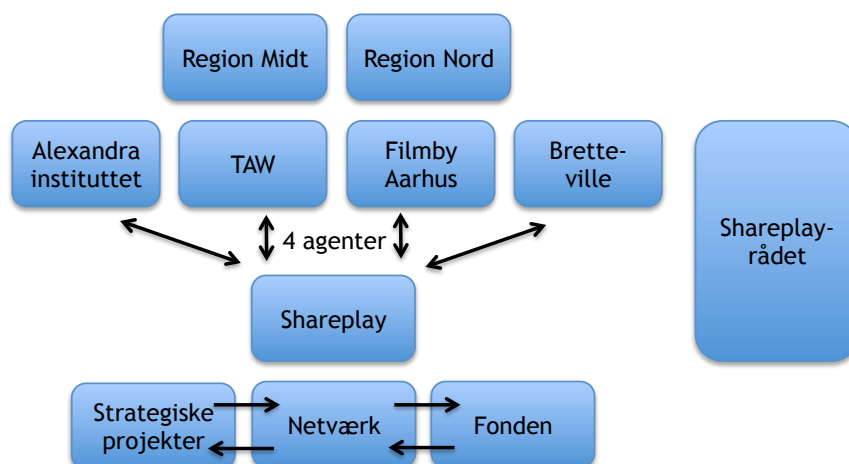 Region Midt
Region Nord
Alexandra
instituttet
TAW
Filmby
Aarhus
Brette-
ville
Shareplay-
rådet
4 agenter
Shareplay
Strategiske
projekter
Netværk
Fonden